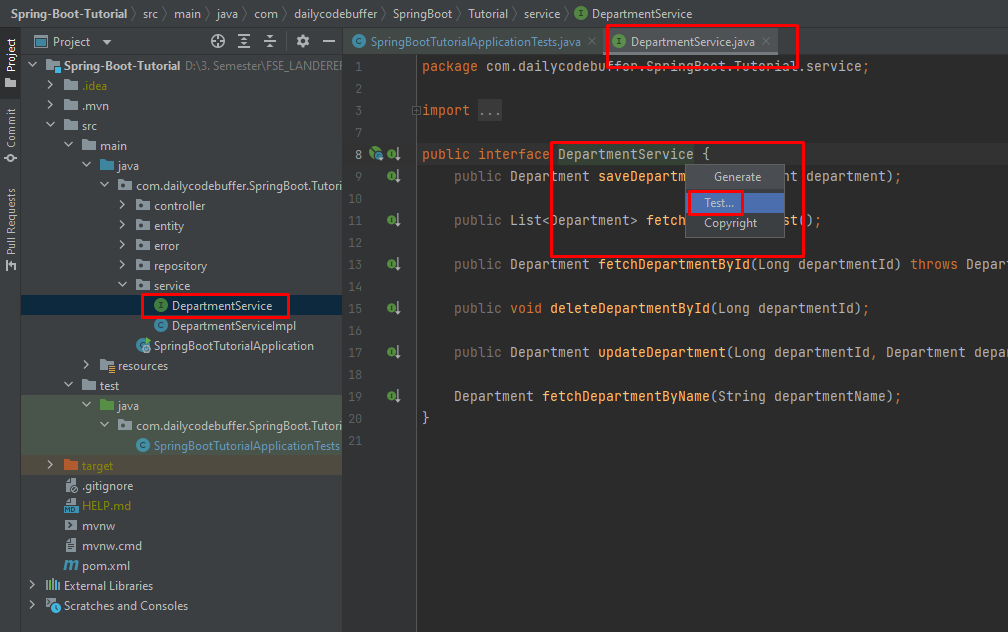 Spring-Boot-Tutorial src main java com dailycodebuffer SpringBoot Tutorial service DepartmentService
Project
Commit
Pull Requests
Project
Spring-Boot-Tutorial D:\3. Semester\FSE_LANDERER
.idea
.mvn
src
main
java
com.dailycodebuffer.SpringBoot.Tutori
controller
entity
error
repository
service
DepartmentService
DepartmentServiceImpl
SpringBootTutorialApplication
resources
test
java
com.dailycodebuffer.SpringBoot.Tutori
SpringBootTutorialApplicationTests
target
.gitignore
HELP.md
mvnw
mvnw.cmd
pom.xml
External Libraries
Scratches and Consoles
SpringBootTutorialApplicationTests.java DepartmentService.java
1 package com.dailycodebuffer.SpringBoot.Tutorial.service;
2
3 import ...
7
8 public interface DepartmentService {
9 public Department saveDepartm t department);
10
11 public List<Department> fetch st();
12
13 public Department fetchDepartmentById(Long departmentId) throws Depar
14
15 public void deleteDepartmentById(Long departmentId);
16
17 public Department updateDepartment(Long departmentId, Department depa
18
19 Department fetchDepartmentByName(String departmentName);
20 }
21
Generate
Test...
Copyright